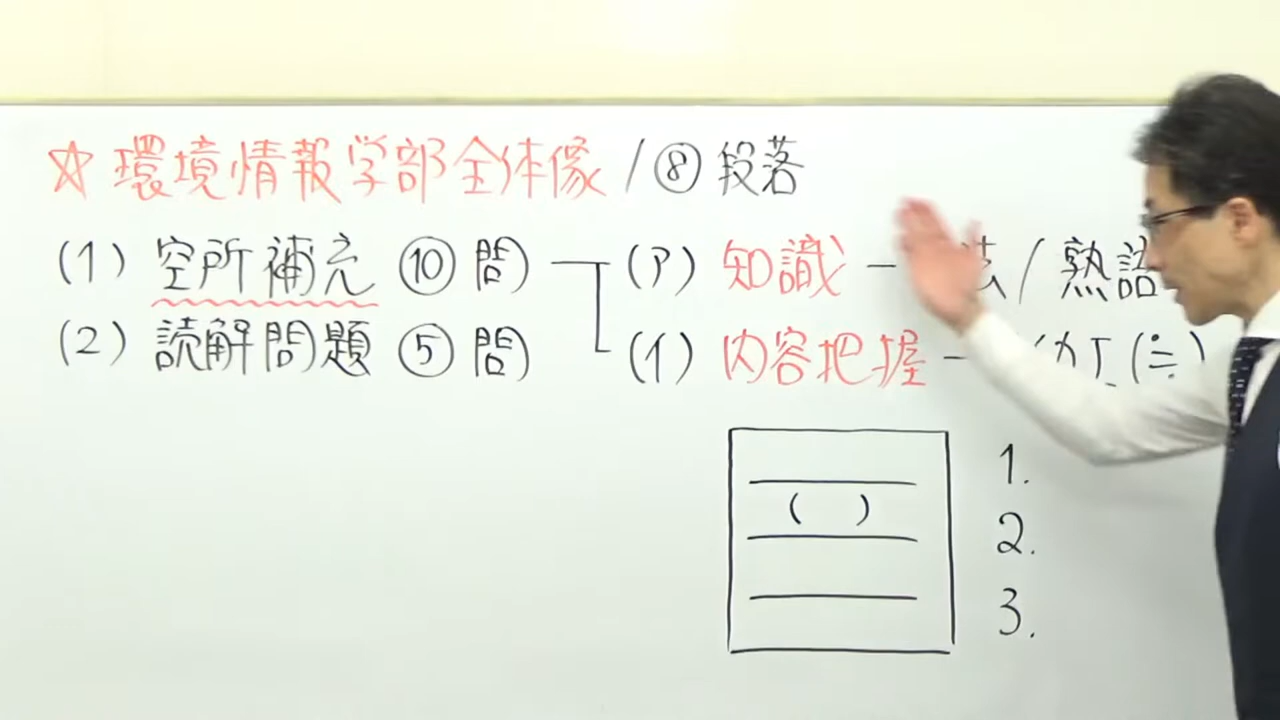 ☆ 環境情報学部全体像 / ⑧ 段落
(1) 空所補充 ⑩ 問 (ア) 知識 - / 熟語
(2) 読解問題 ⑤ 問 (イ) 内容把握 - (≒)
( )
1.
2.
3.